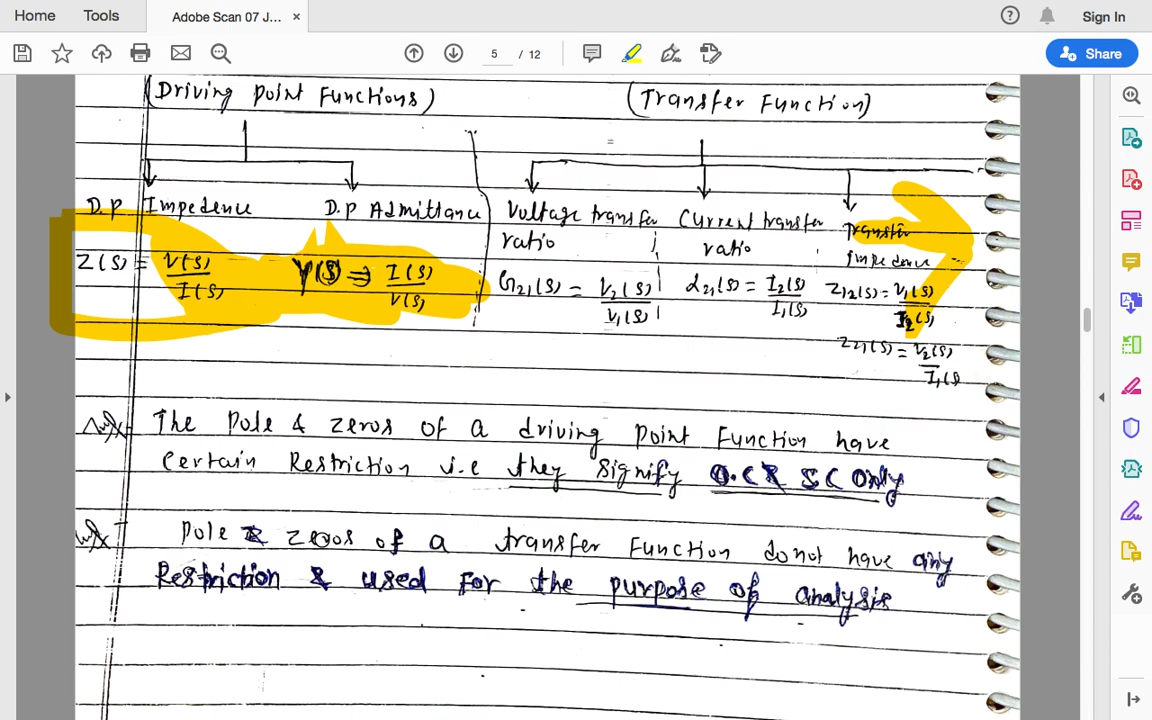 Home Tools Adobe Scan 07 J... × Sign In
5 / 12 Share
(Driving Point Functions) (Transfer Function)
D.P Impedence D.P Admittance Voltage transfer ratio Current transfer ratio Transfer Impedence
Z(S) = V(S)/I(S) Y(S) ⇒ I(S)/V(S) G21(S) = V2(S)/V1(S) α21(S) = I2(S)/I1(S) Z12(S) = V1(S)/I2(S)
Z21(S) = V2(S)/I1(S
The Pole & zeros of a driving point Function have
Certain Restriction i.e they signify O.C & S C Only
Pole & zeros of a transfer Function donot have any
Restriction & used for the purpose of analysis